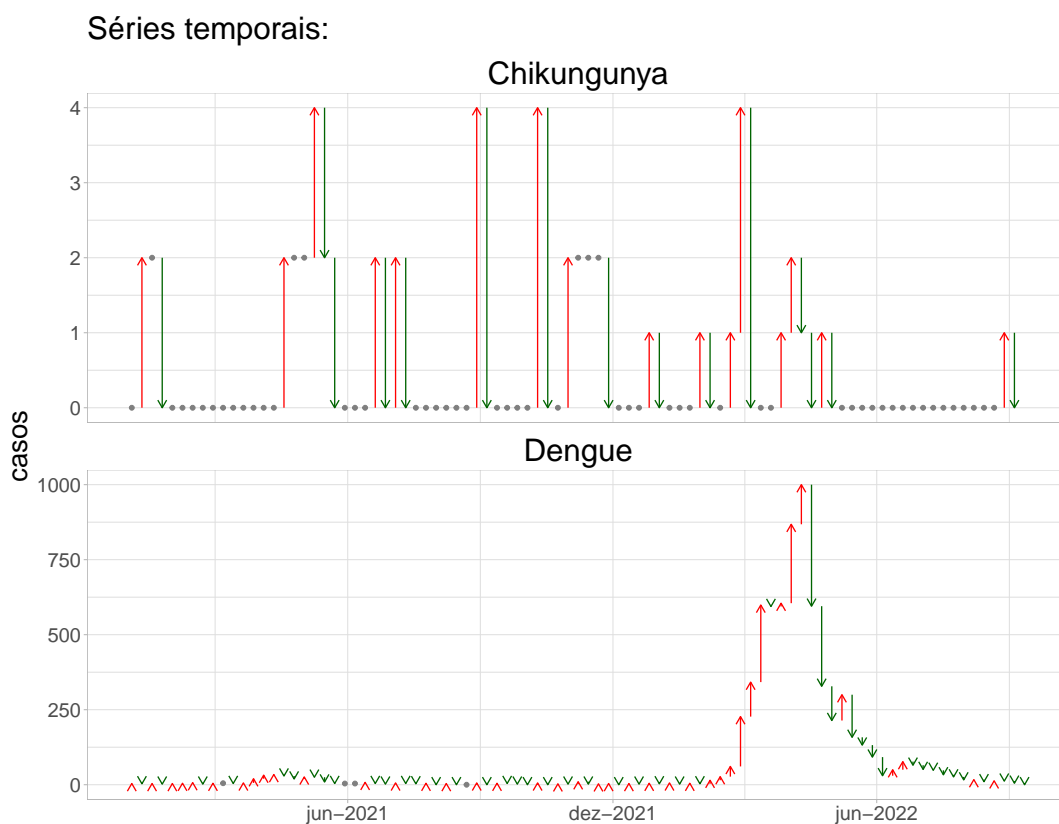 Séries temporais:
Chikungunya
4
3
2
1
0
casos
Dengue
1000
750
500
250
0
jun−2021
dez−2021
jun−2022